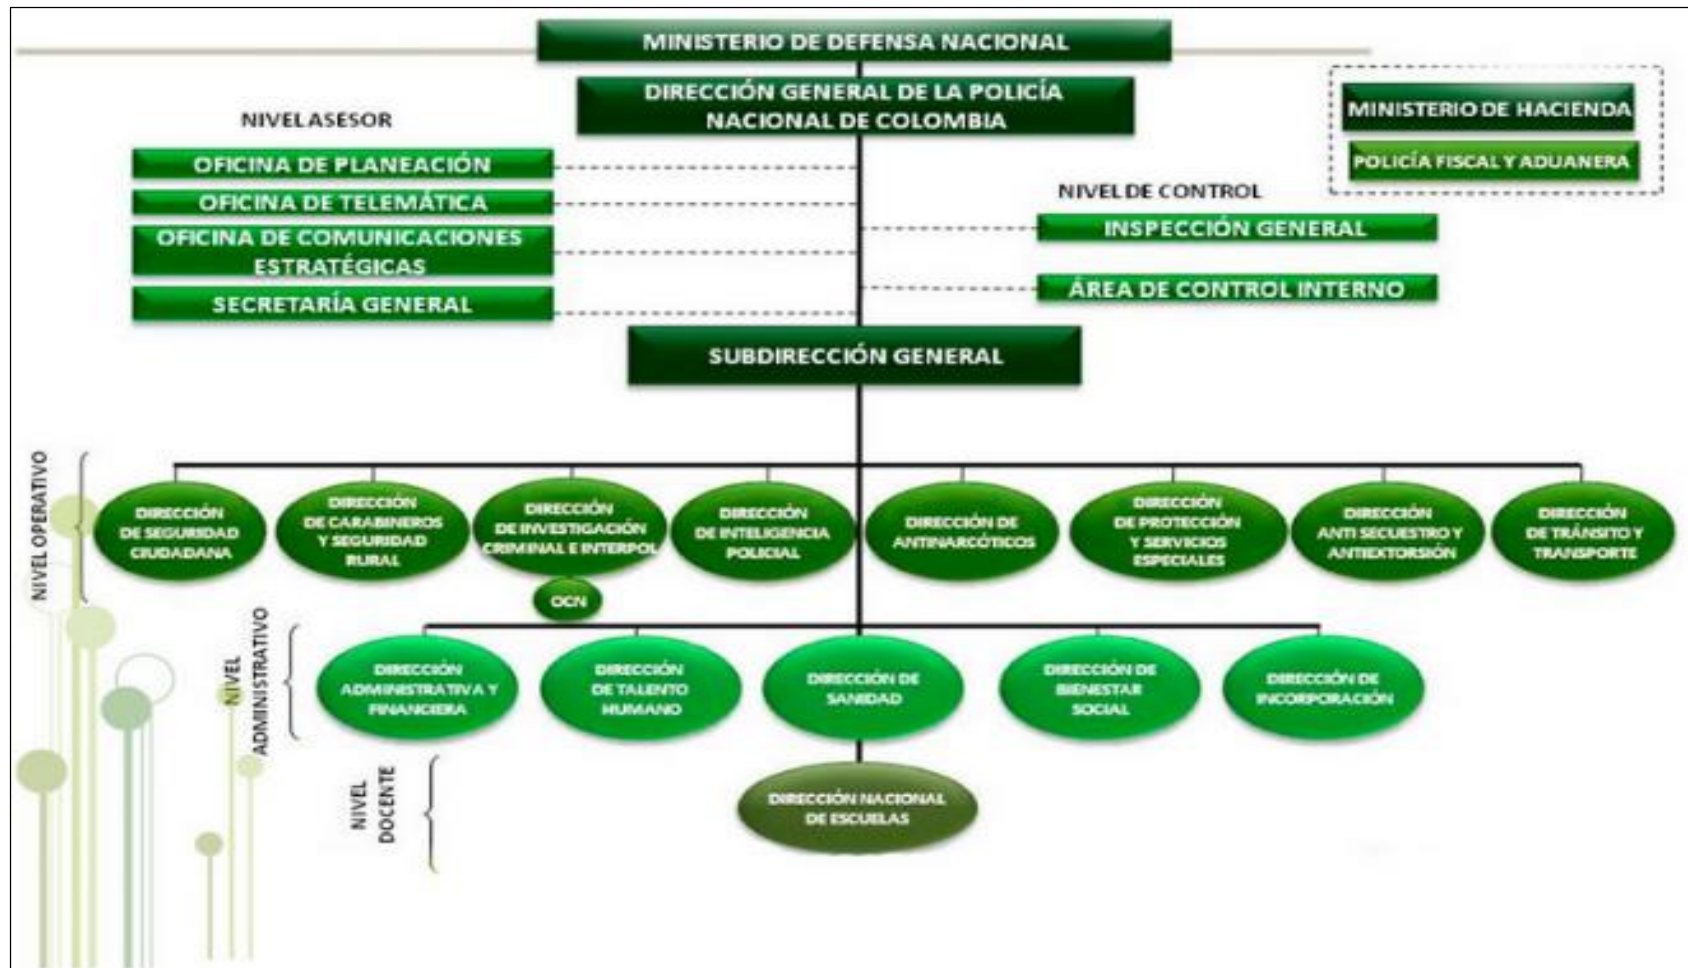 MINISTERIO DE DEFENSA NACIONAL
DIRECCIÓN GENERAL DE LA POLICÍA
NACIONAL DE COLOMBIA
MINISTERIO DE HACIENDA
POLICÍA FISCAL Y ADUANERA
NIVEL ASESOR
OFICINA DE PLANEACIÓN
OFICINA DE TELEMÁTICA
OFICINA DE COMUNICACIONES
ESTRATÉGICAS
SECRETARÍA GENERAL
NIVEL DE CONTROL
INSPECCIÓN GENERAL
ÁREA DE CONTROL INTERNO
SUBDIRECCIÓN GENERAL
NIVEL OPERATIVO
DIRECCIÓN
DE SEGURIDAD
CIUDADANA
DIRECCIÓN
DE CARABINEROS
Y SEGURIDAD
RURAL
DIRECCIÓN
DE INVESTIGACIÓN
CRIMINAL E INTERPOL
OCN
DIRECCIÓN
DE INTELIGENCIA
POLICIAL
DIRECCIÓN DE
ANTINARCÓTICOS
DIRECCIÓN
DE PROTECCIÓN
Y SERVICIOS
ESPECIALES
DIRECCIÓN
ANTI SECUESTRO Y
ANTIEXTORSIÓN
DIRECCIÓN
DE TRÁNSITO Y
TRANSPORTE
NIVEL
ADMINISTRATIVO
DIRECCIÓN
ADMINISTRATIVA Y
FINANCIERA
DIRECCIÓN
DE TALENTO
HUMANO
DIRECCIÓN DE
SANIDAD
DIRECCIÓN DE
BIENESTAR
SOCIAL
DIRECCIÓN DE
INCORPORACIÓN
NIVEL
DOCENTE
DIRECCIÓN NACIONAL
DE ESCUELAS